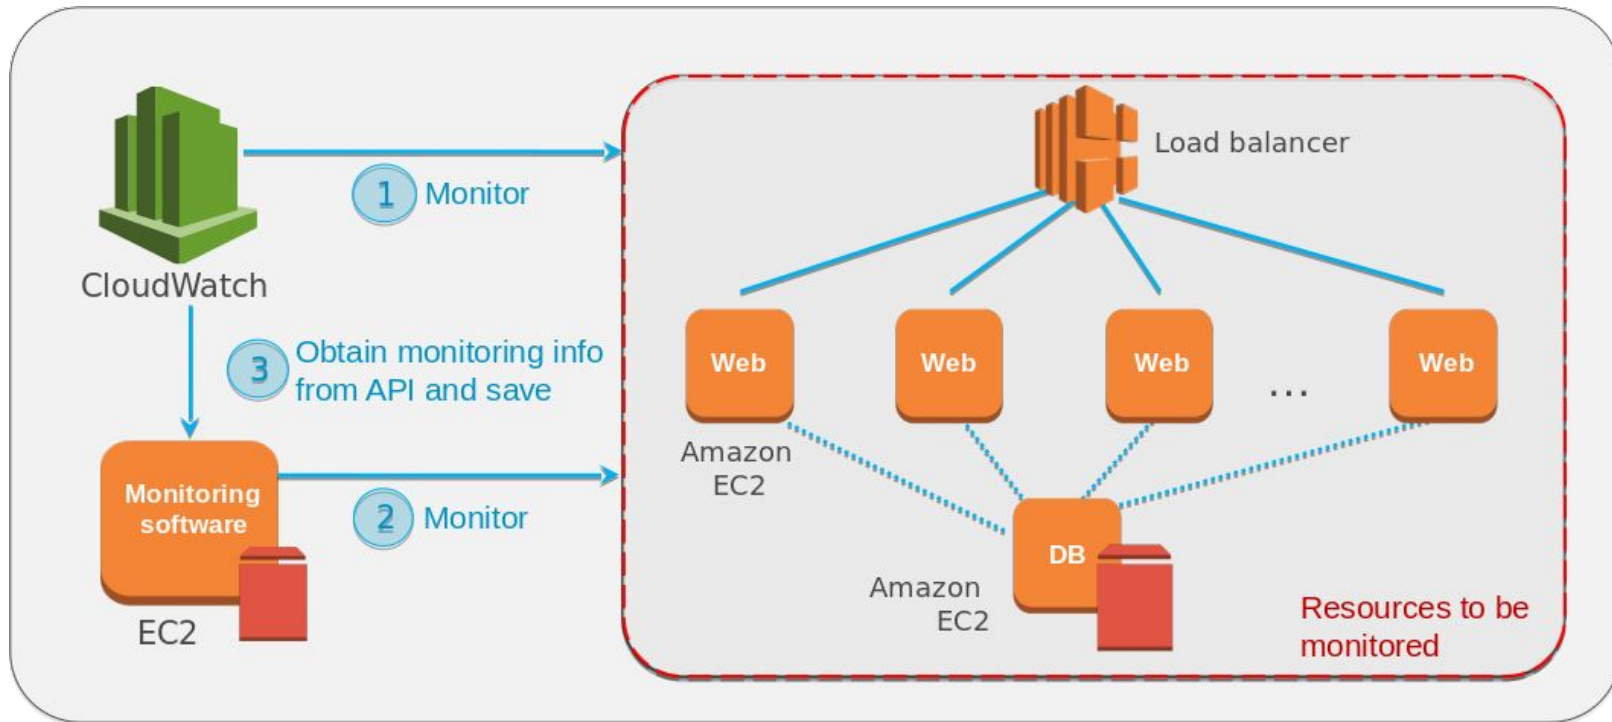 CloudWatch
1 Monitor
3 Obtain monitoring info
from API and save
Monitoring
software
EC2
2 Monitor
Load balancer
Web Web Web ... Web
Amazon
EC2
DB
Amazon
EC2
Resources to be
monitored